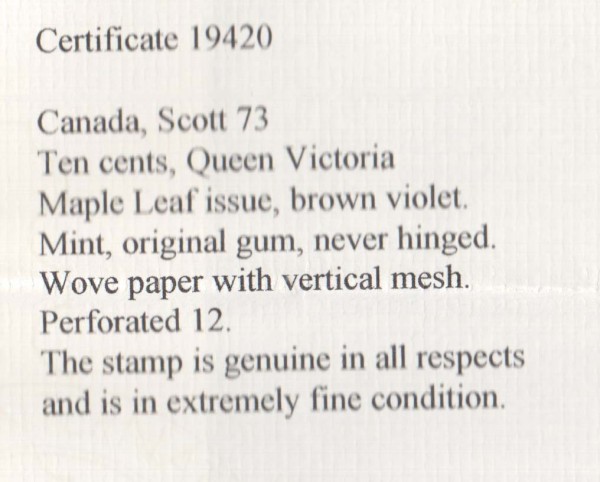 Certificate 19420
Canada, Scott 73
Ten cents, Queen Victoria
Maple Leaf issue, brown violet.
Mint, original gum, never hinged.
Wove paper with vertical mesh.
Perforated 12.
The stamp is genuine in all respects
and is in extremely fine condition.